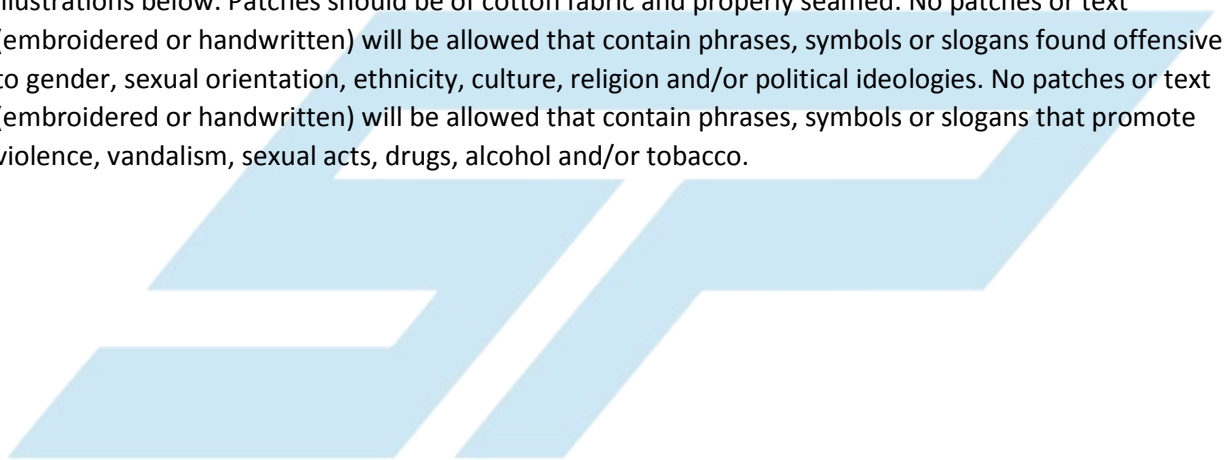 illustrations below. Patches should be of cotton fabric and properly seamed. No patches or text
(embroidered or handwritten) will be allowed that contain phrases, symbols or slogans found offensive
to gender, sexual orientation, ethnicity, culture, religion and/or political ideologies. No patches or text
(embroidered or handwritten) will be allowed that contain phrases, symbols or slogans that promote
violence, vandalism, sexual acts, drugs, alcohol and/or tobacco.